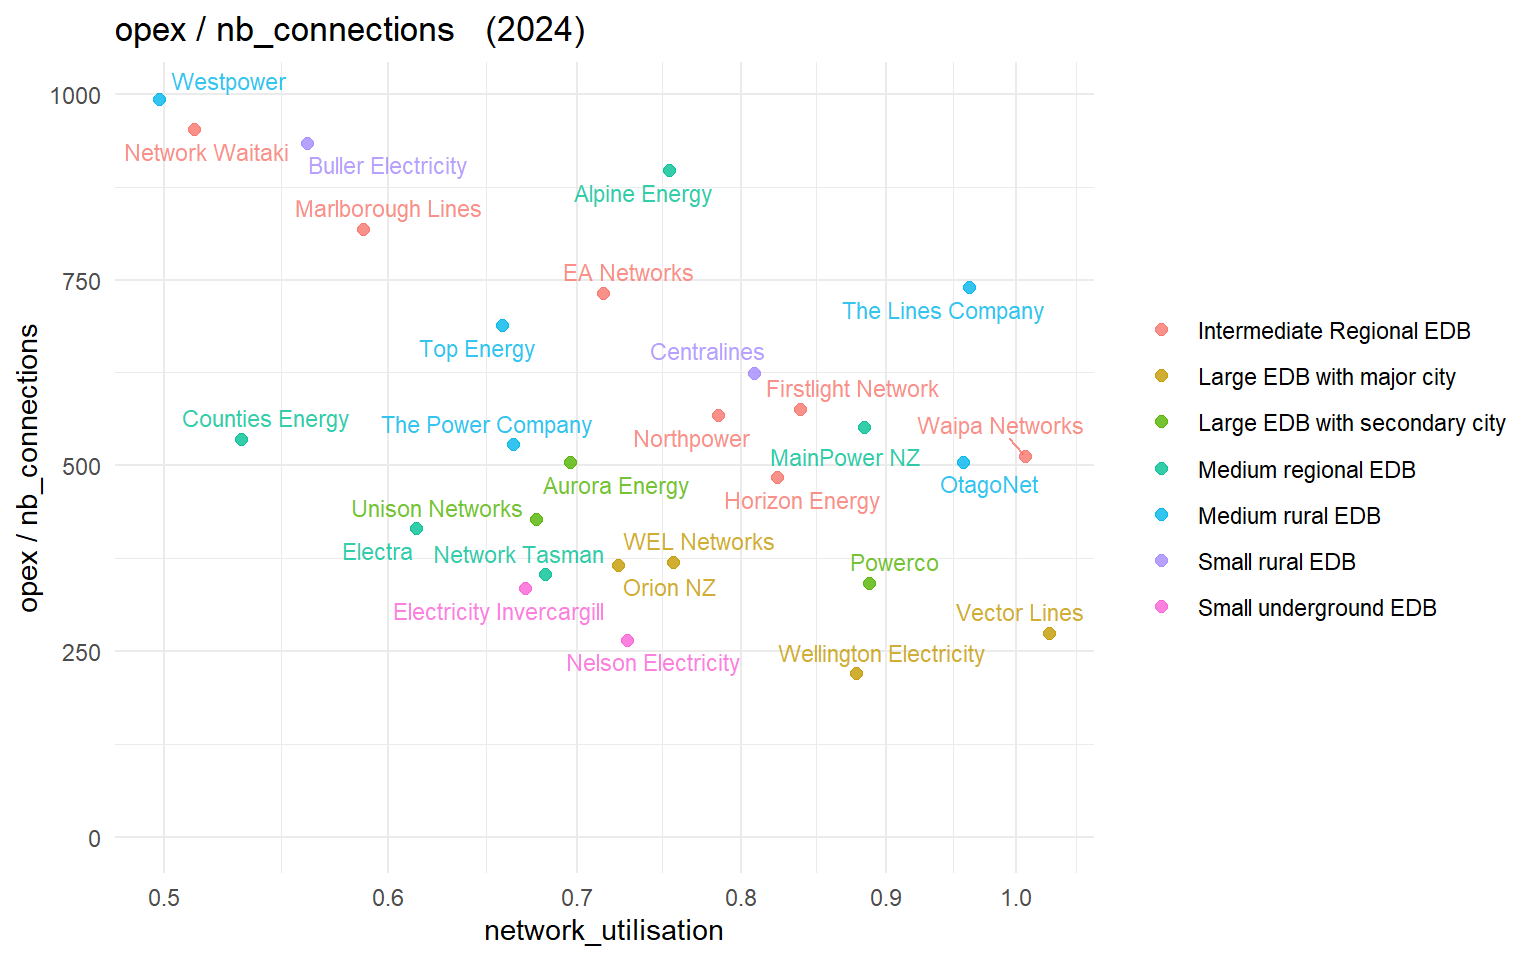 opex / nb_connections   (2024)
opex / nb_connections
1000
750
500
250
0
Westpower
Network Waitaki
Buller Electricity
Alpine Energy
Marlborough Lines
EA Networks
The Lines Company
Top Energy
Centralines
Firstlight Network
Counties Energy
The Power Company
Northpower
Waipa Networks
MainPower NZ
Aurora Energy
OtagoNet
Horizon Energy
Unison Networks
Electra
Network Tasman
WEL Networks
Orion NZ
Powerco
Electricity Invercargill
Vector Lines
Nelson Electricity
Wellington Electricity
0.5
0.6
0.7
0.8
0.9
1.0
network_utilisation
Intermediate Regional EDB
Large EDB with major city
Large EDB with secondary city
Medium regional EDB
Medium rural EDB
Small rural EDB
Small underground EDB